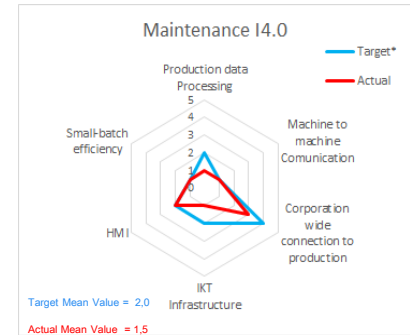 Maintenance I4.0
Target*
Actual
Production data
Processing
5
4
3
2
1
0
Machine to
machine
Comunication
Corporation
wide
connection to
production
IKT
Infrastructure
HMI
Small-batch
efficiency
Target Mean Value = 2,0
Actual Mean Value = 1,5